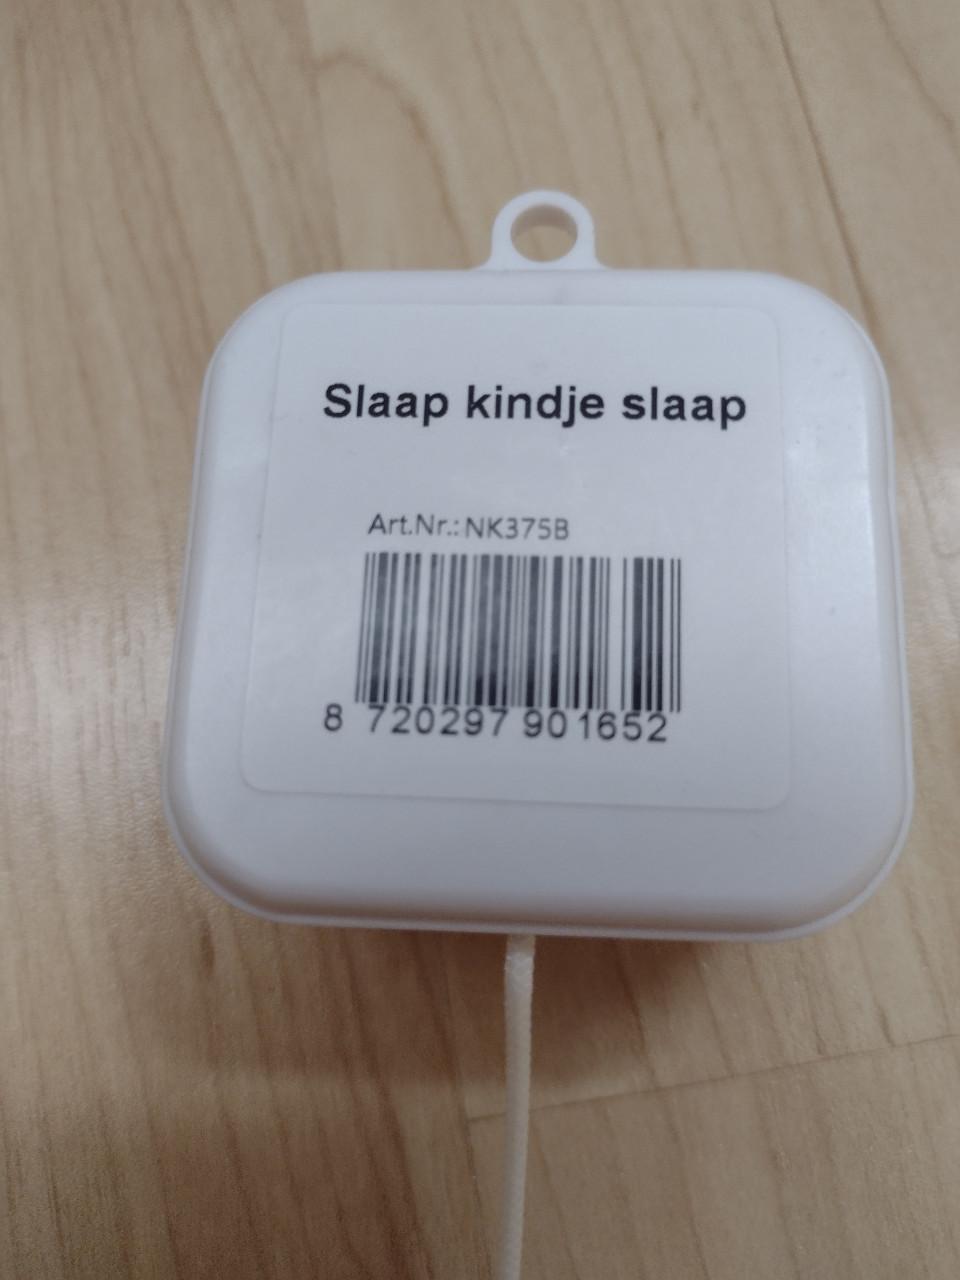 Slaap kindje slaap
Art.Nr.: NK375B
8 720297 901652